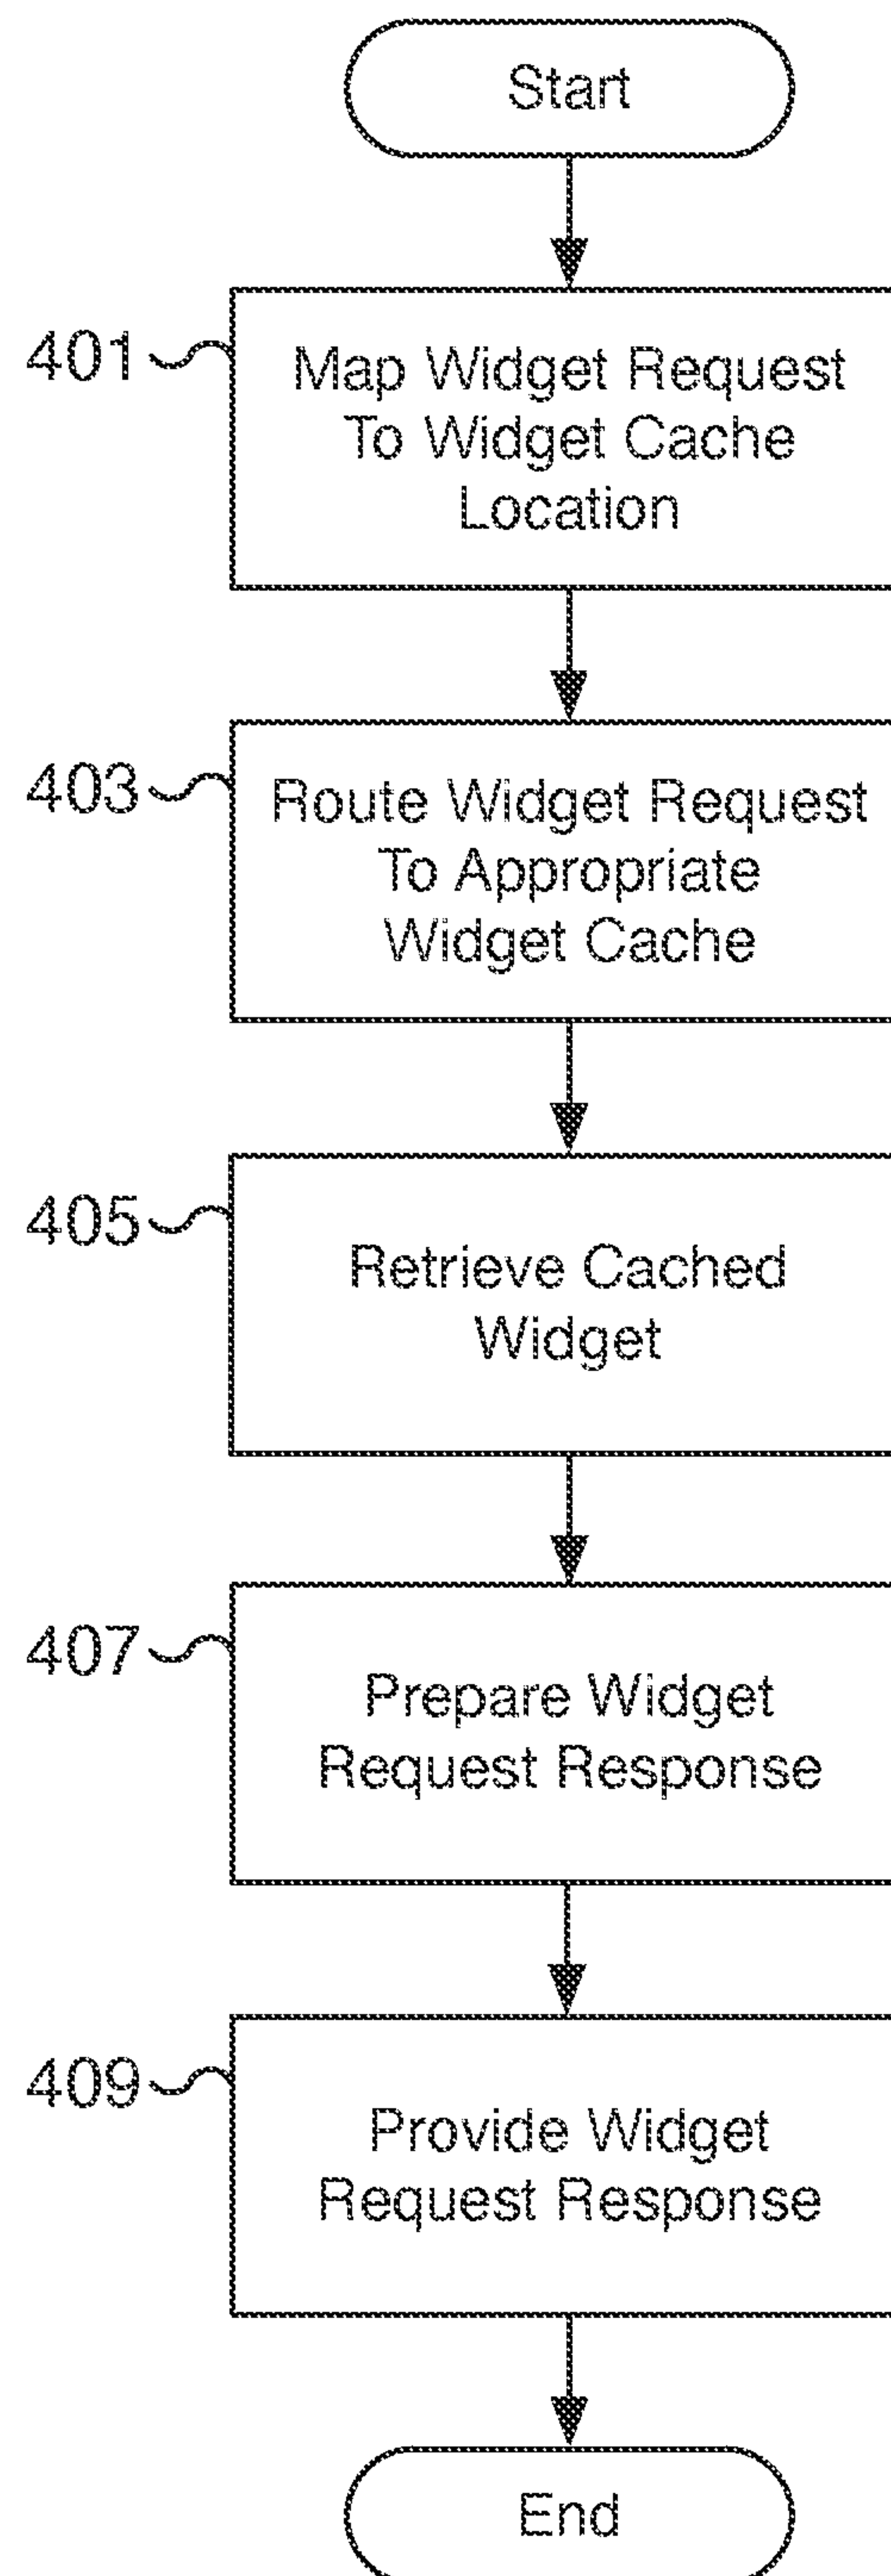 Start
401
Map Widget Request
To Widget Cache
Location
403
Route Widget Request
To Appropriate
Widget Cache
405
Retrieve Cached
Widget
407
Prepare Widget
Request Response
409
Provide Widget
Request Response
End